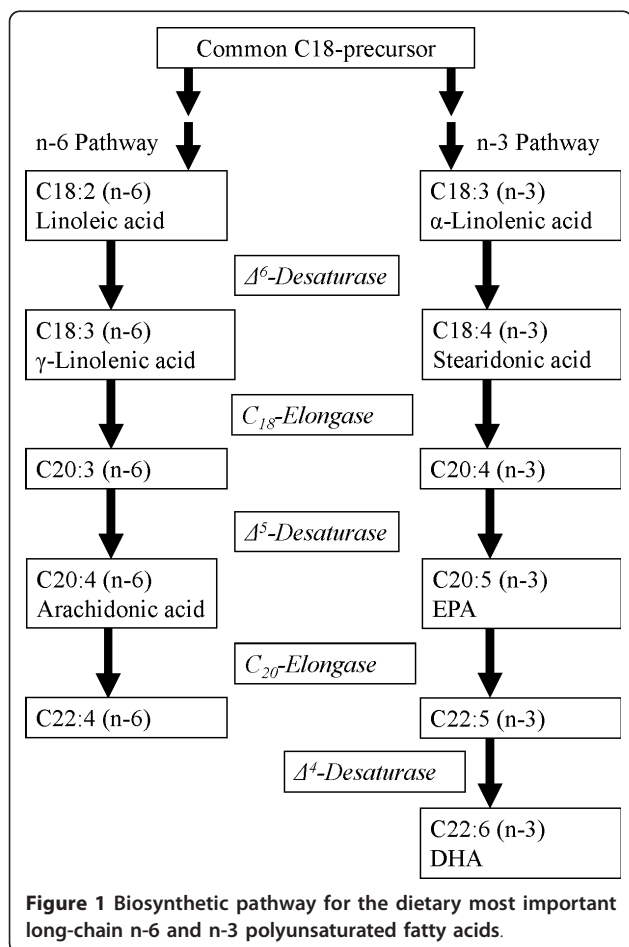 Common C18-precursor
n-6 Pathway
n-3 Pathway
C18:2 (n-6)
Linoleic acid
C18:3 (n-3)
α-Linolenic acid
Δ⁶-Desaturase
C18:3 (n-6)
γ-Linolenic acid
C18:4 (n-3)
Stearidonic acid
C₁₈-Elongase
C20:3 (n-6)
C20:4 (n-3)
Δ⁵-Desaturase
C20:4 (n-6)
Arachidonic acid
C20:5 (n-3)
EPA
C₂₀-Elongase
C22:4 (n-6)
C22:5 (n-3)
Δ⁴-Desaturase
C22:6 (n-3)
DHA
Figure 1 Biosynthetic pathway for the dietary most important
long-chain n-6 and n-3 polyunsaturated fatty acids.